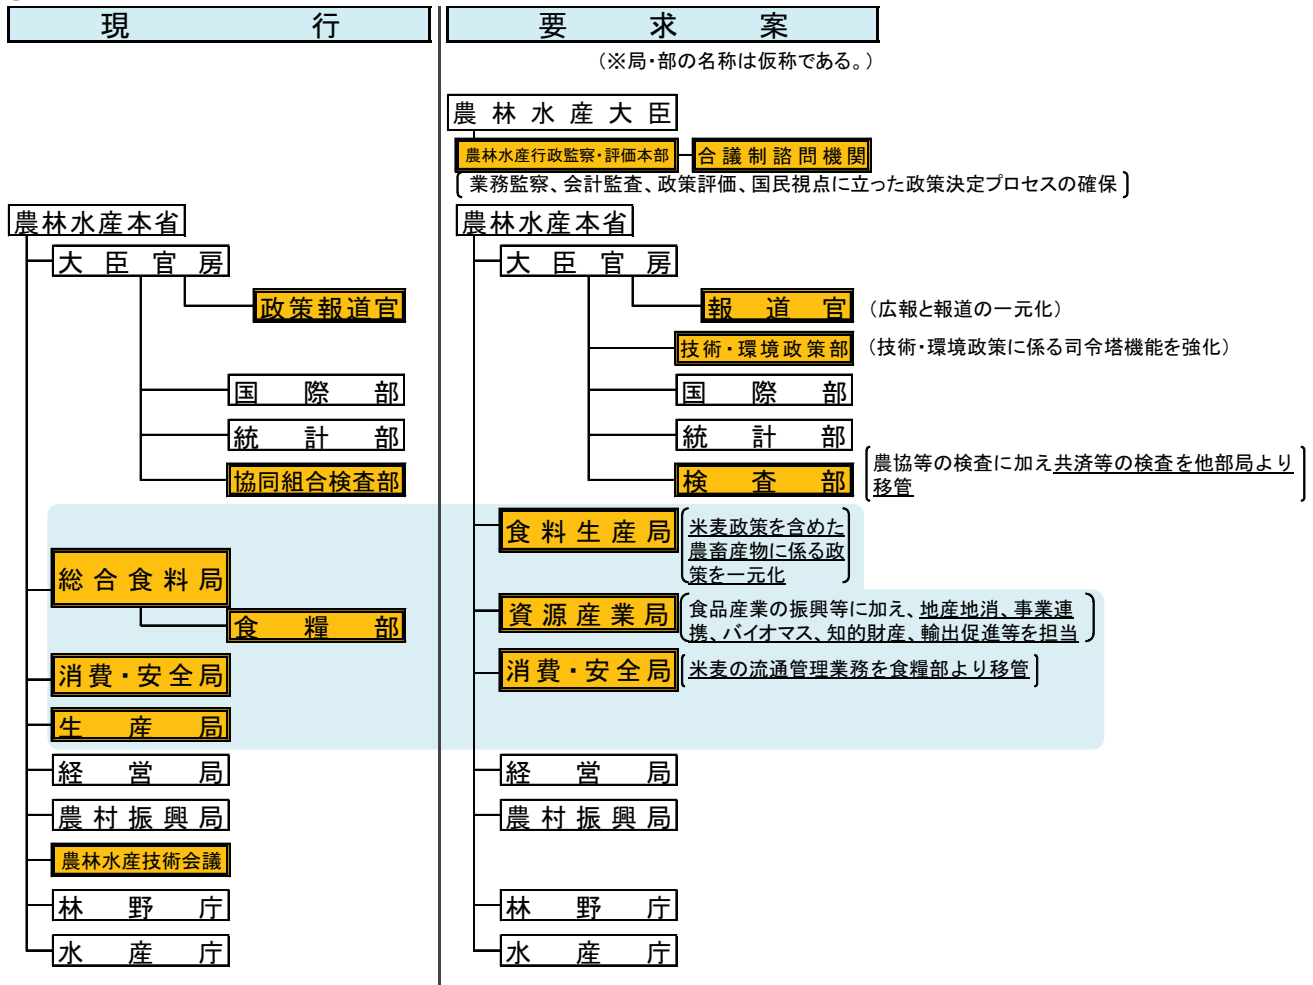 現行
農林水産本省
大臣官房
政策報道官
国際部
統計部
協同組合検査部
総合食料局
食糧部
消費・安全局
生産局
経営局
農村振興局
農林水産技術会議
林野庁
水産庁
要求案
（※局・部の名称は仮称である。）
農林水産大臣
農林水産行政監察・評価本部
合議制諮問機関
業務監察、会計監査、政策評価、国民視点に立った政策決定プロセスの確保
農林水産本省
大臣官房
報道官
（広報と報道の一元化）
技術・環境政策部
（技術・環境政策に係る司令塔機能を強化）
国際部
統計部
検査部
農協等の検査に加え共済等の検査を他部局より
移管
食料生産局
米麦政策を含めた
農畜産物に係る政
策を一元化
資源産業局
食品産業の振興等に加え、地産地消、事業連
携、バイオマス、知的財産、輸出促進等を担当
消費・安全局
米麦の流通管理業務を食糧部より移管
経営局
農村振興局
林野庁
水産庁